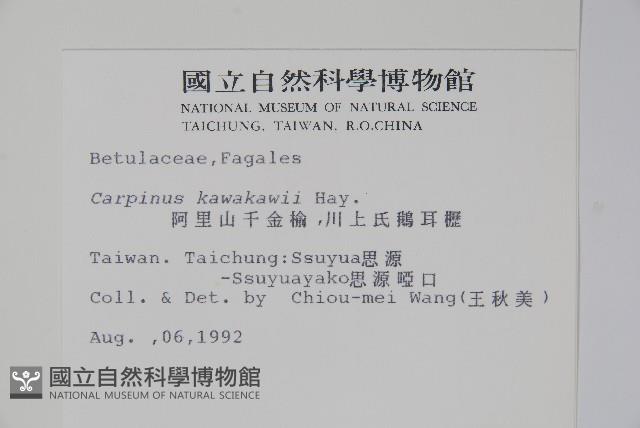 國立自然科學博物館
NATIONAL MUSEUM OF NATURAL SCIENCE
TAICHUNG, TAIWAN, R.O.CHINA
Betulaceae,Fagales
Carpinus kawakawii Hay.
阿里山千金榆,川上氏鵝耳櫪
Taiwan. Taichung:Ssuyua思源
-Ssuyuayako思源啞口
Coll. & Det. by Chiou-mei Wang(王秋美)
Aug. ,06,1992
國立自然科學博物館
NATIONAL MUSEUM OF NATURAL SCIENCE